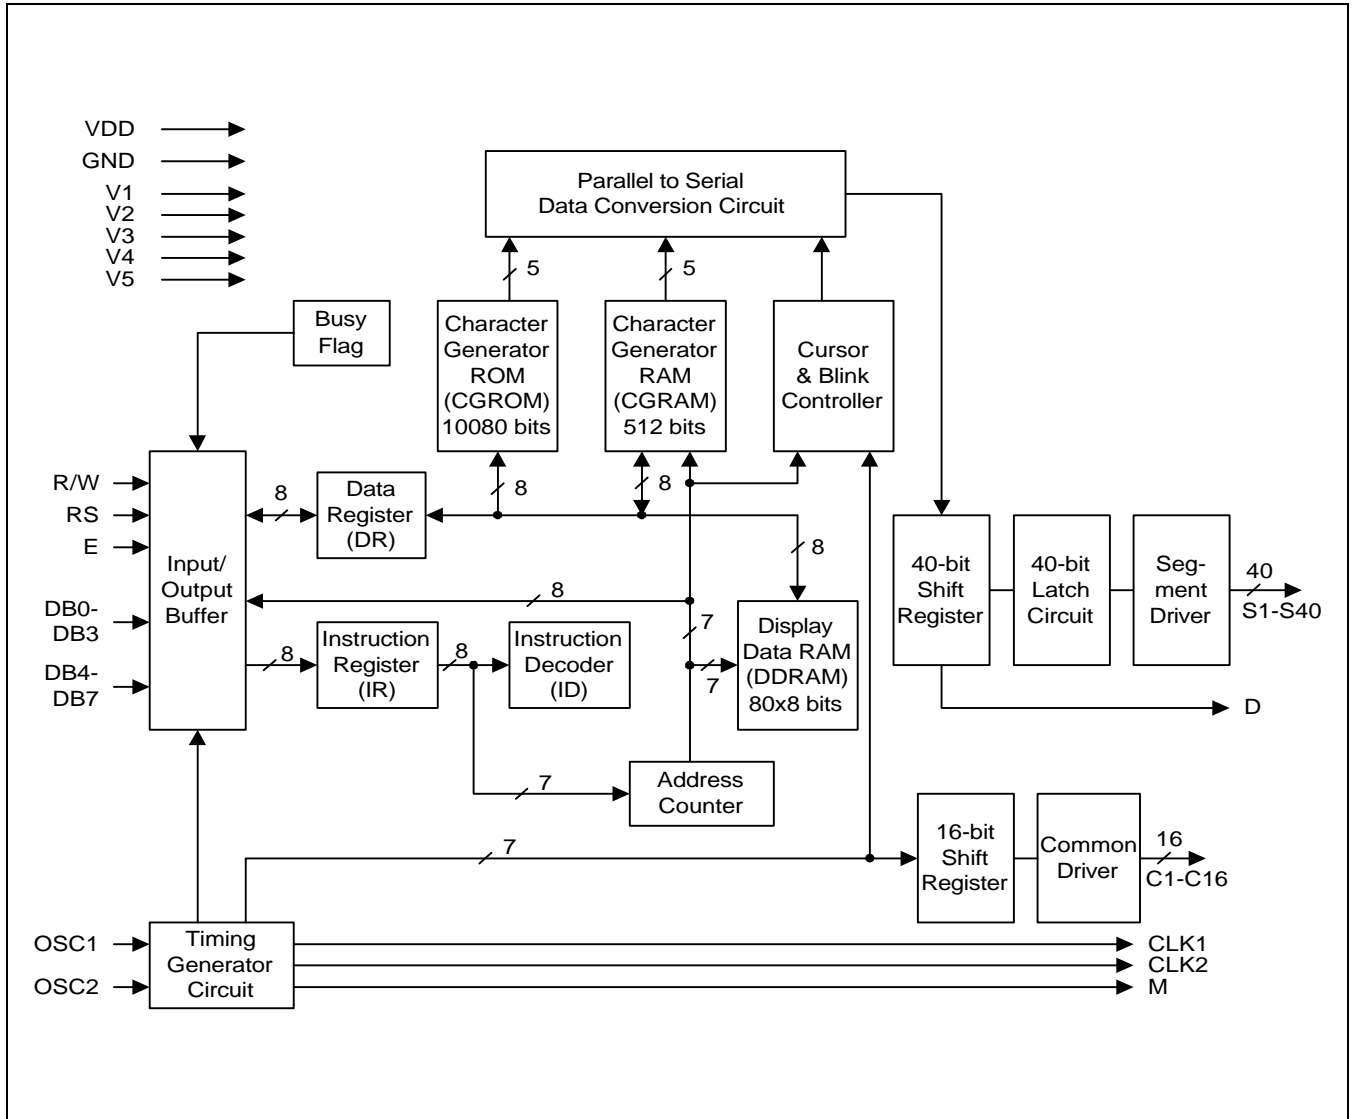 VDD
GND
V1
V2
V3
V4
V5
Parallel to Serial
Data Conversion Circuit
5
5
Busy
Flag
Character
Generator
ROM
(CGROM)
10080 bits
Character
Generator
RAM
(CGRAM)
512 bits
Cursor
& Blink
Controller
R/W
RS
E
DB0-
DB3
DB4-
DB7
Input/
Output
Buffer
8
Data
Register
(DR)
8
8
8
8
7
7
8
Instruction
Register
(IR)
8
Instruction
Decoder
(ID)
Display
Data RAM
(DDRAM)
80x8 bits
40-bit
Shift
Register
40-bit
Latch
Circuit
Seg-
ment
Driver
40
S1-S40
D
7
Address
Counter
7
16-bit
Shift
Register
Common
Driver
16
C1-C16
OSC1
OSC2
Timing
Generator
Circuit
CLK1
CLK2
M